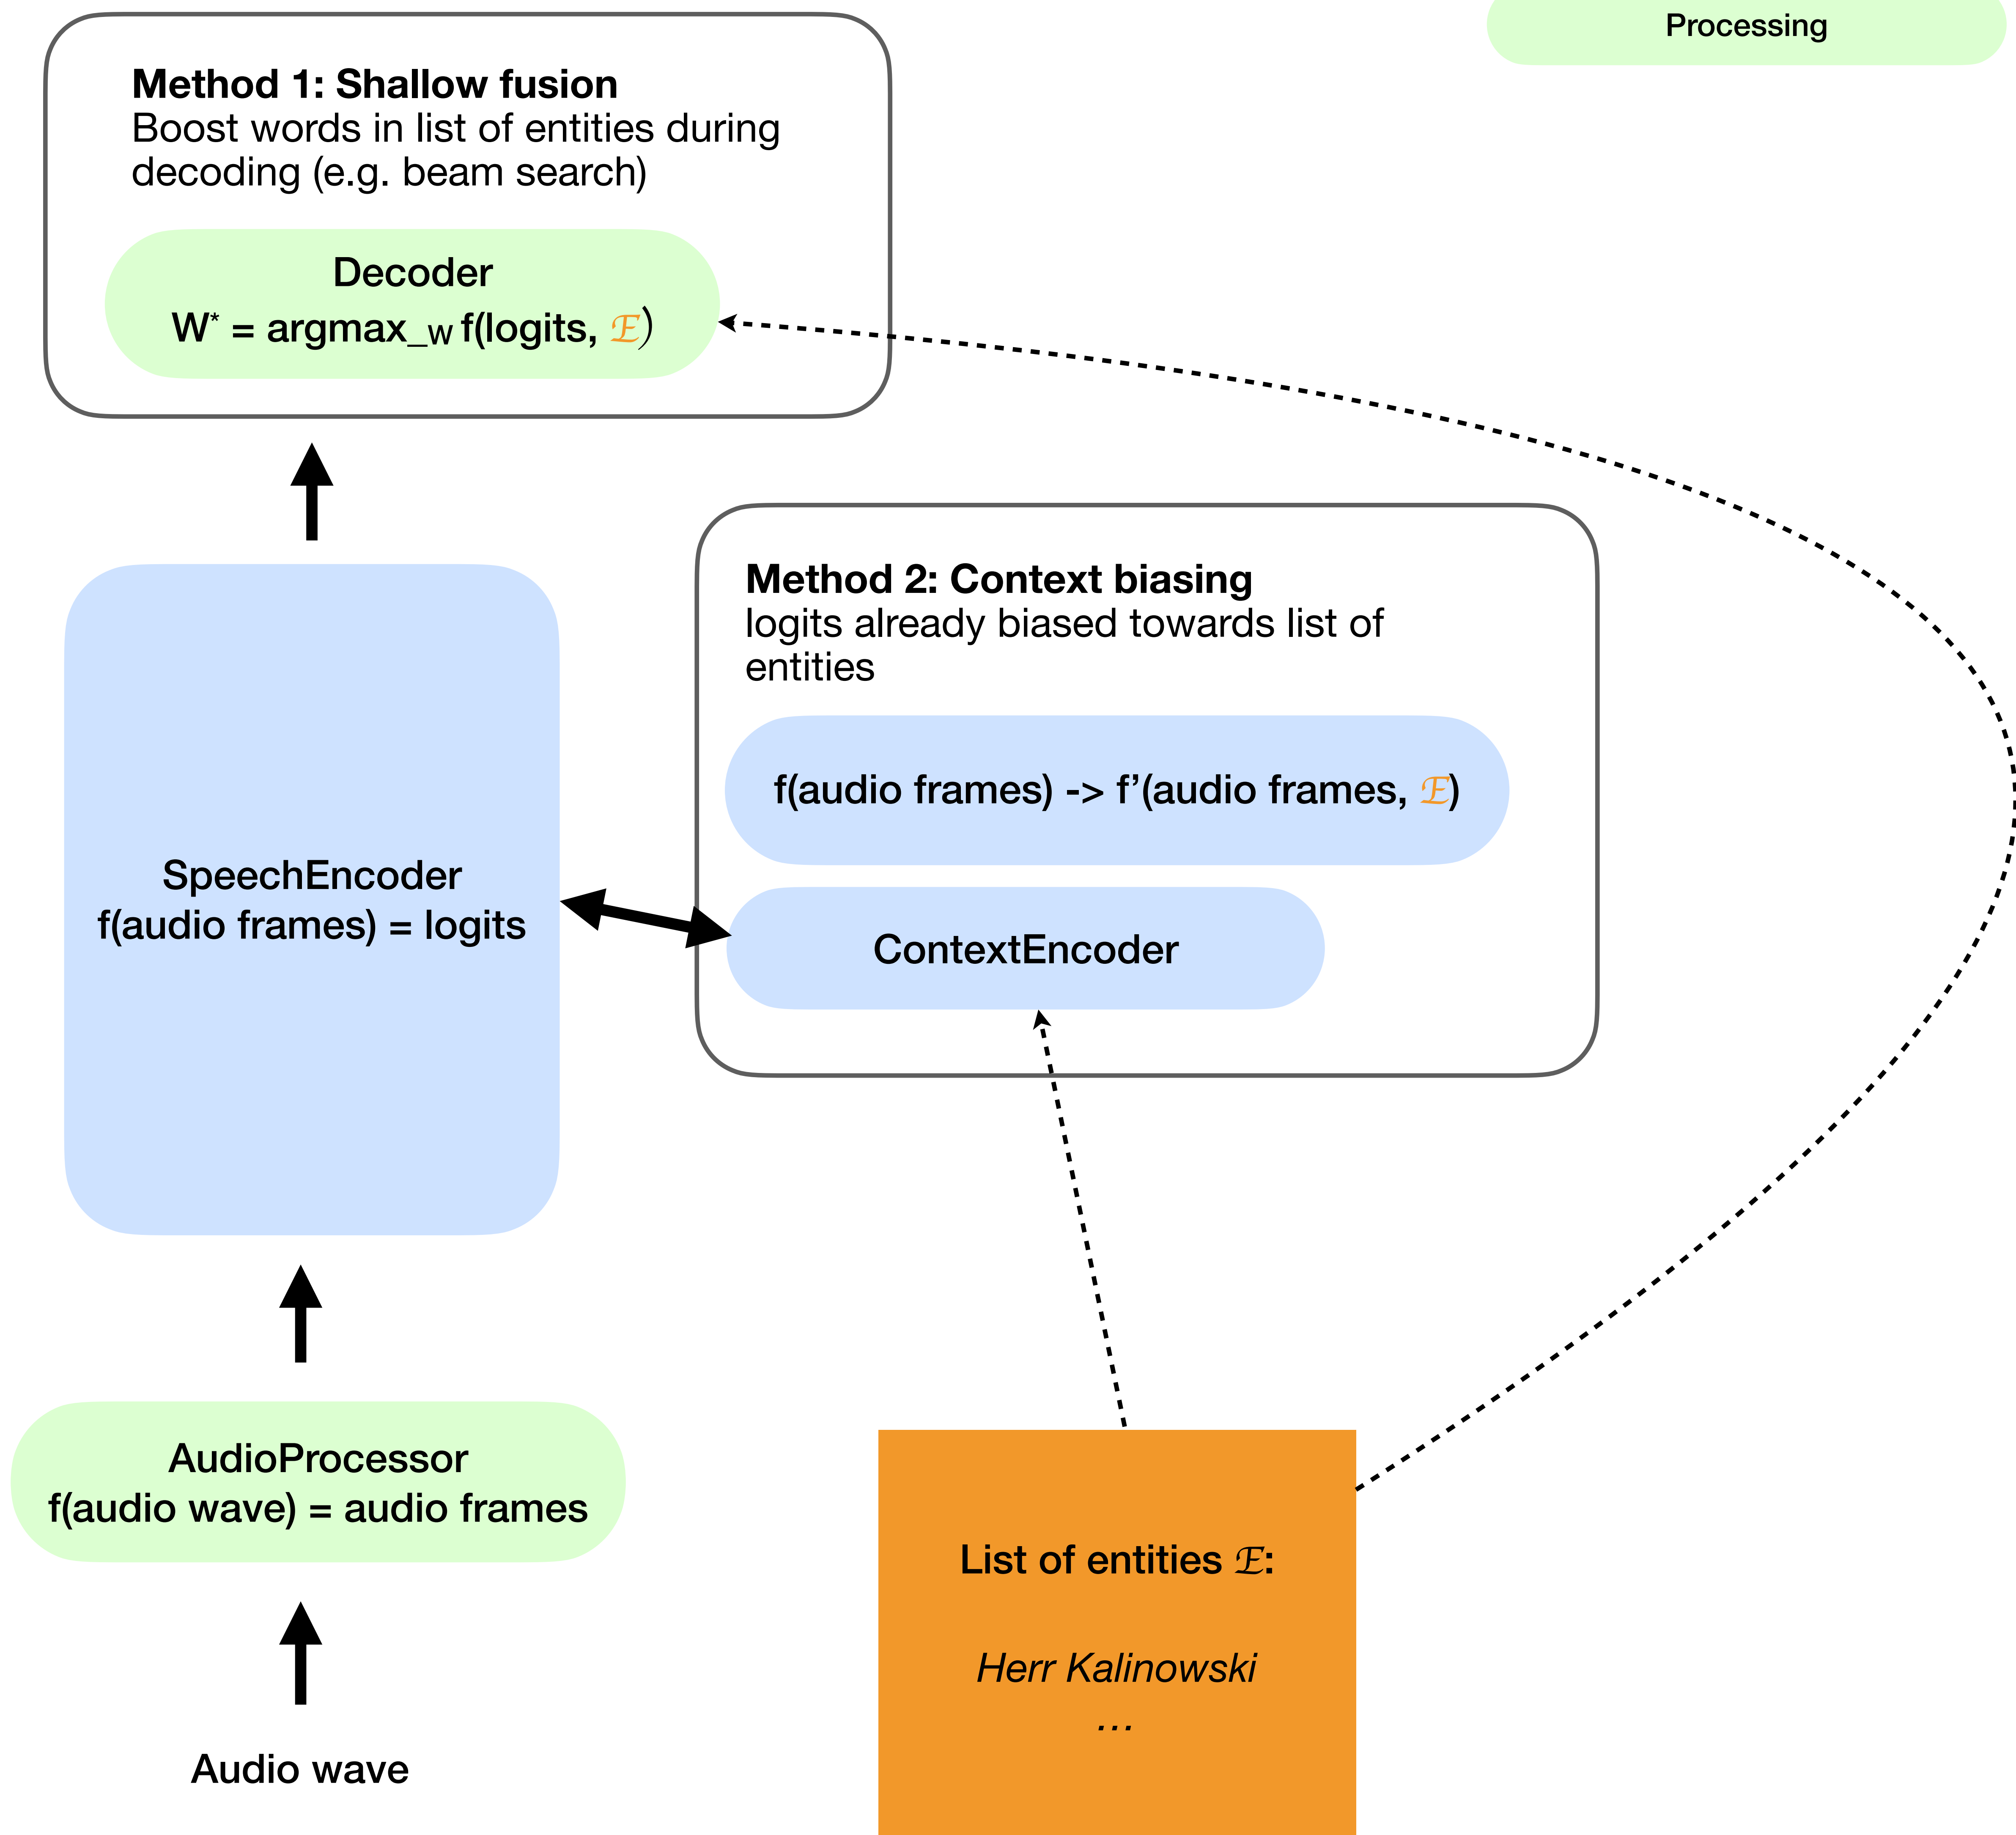 Processing
Method 1: Shallow fusion
Boost words in list of entities during
decoding (e.g. beam search)
Decoder
W* = argmax_w f(logits, ℰ)
Method 2: Context biasing
logits already biased towards list of
entities
f(audio frames) -> f’(audio frames, ℰ)
ContextEncoder
SpeechEncoder
f(audio frames) = logits
AudioProcessor
f(audio wave) = audio frames
Audio wave
List of entities ℰ:
Herr Kalinowski
…